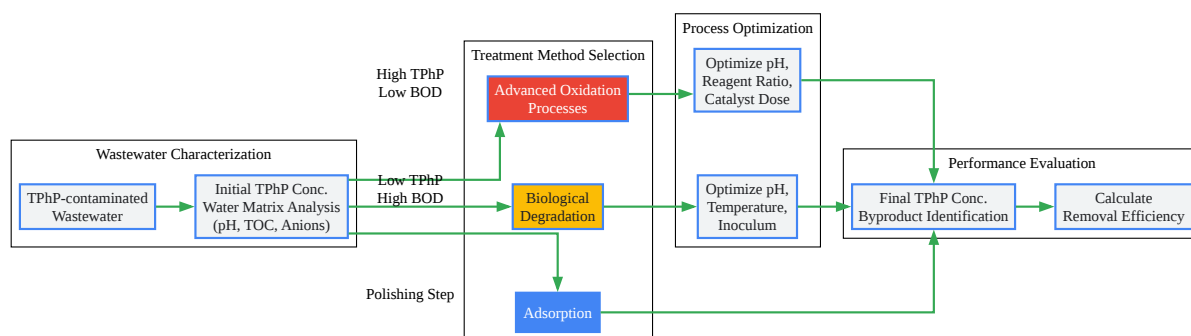 Process Optimization
Treatment Method Selection
High TPhP
Low BOD
Advanced Oxidation
Processes
Optimize pH,
Reagent Ratio,
Catalyst Dose
Wastewater Characterization
Performance Evaluation
TPhP-contaminated
Wastewater
Initial TPhP Conc.
Water Matrix Analysis
(pH, TOC, Anions)
Low TPhP
High BOD
Biological
Degradation
Optimize pH,
Temperature,
Inoculum
Final TPhP Conc.
Byproduct Identification
Calculate
Removal Efficiency
Polishing Step
Adsorption